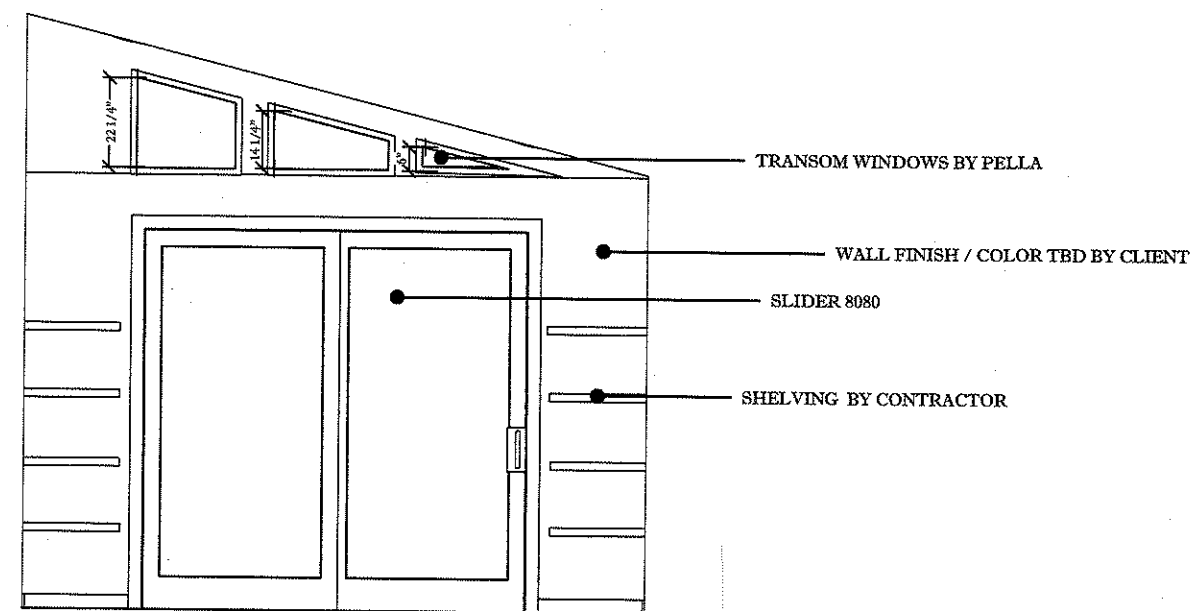 22 1/4"
14 1/4"
6"
TRANSOM WINDOWS BY PELLA
WALL FINISH / COLOR TBD BY CLIENT
SLIDER 8080
SHELVING BY CONTRACTOR